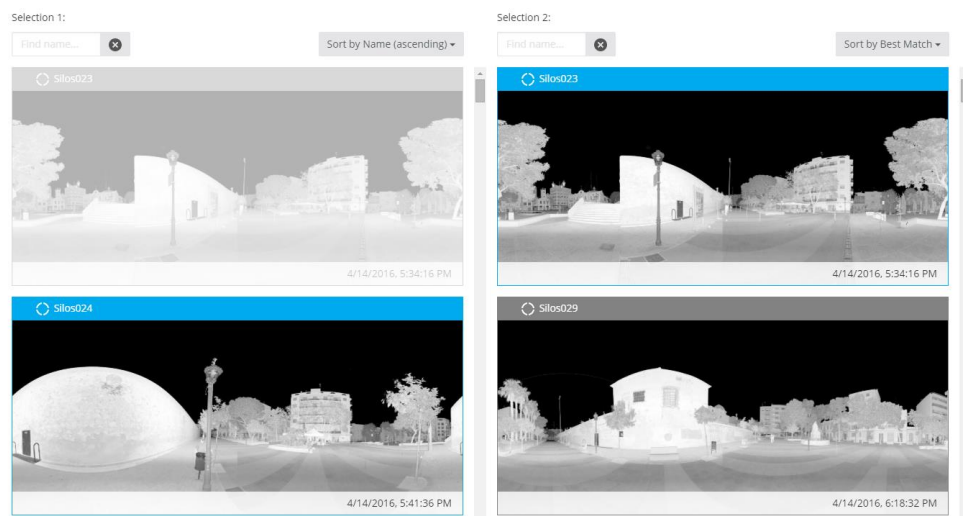 Selection 1:
Find name...
Sort by Name (ascending)
Silos023
4/14/2016, 5:34:16 PM
Silos024
4/14/2016, 5:41:36 PM
Selection 2:
Find name...
Sort by Best Match
Silos023
4/14/2016, 5:34:16 PM
Silos029
4/14/2016, 6:18:32 PM